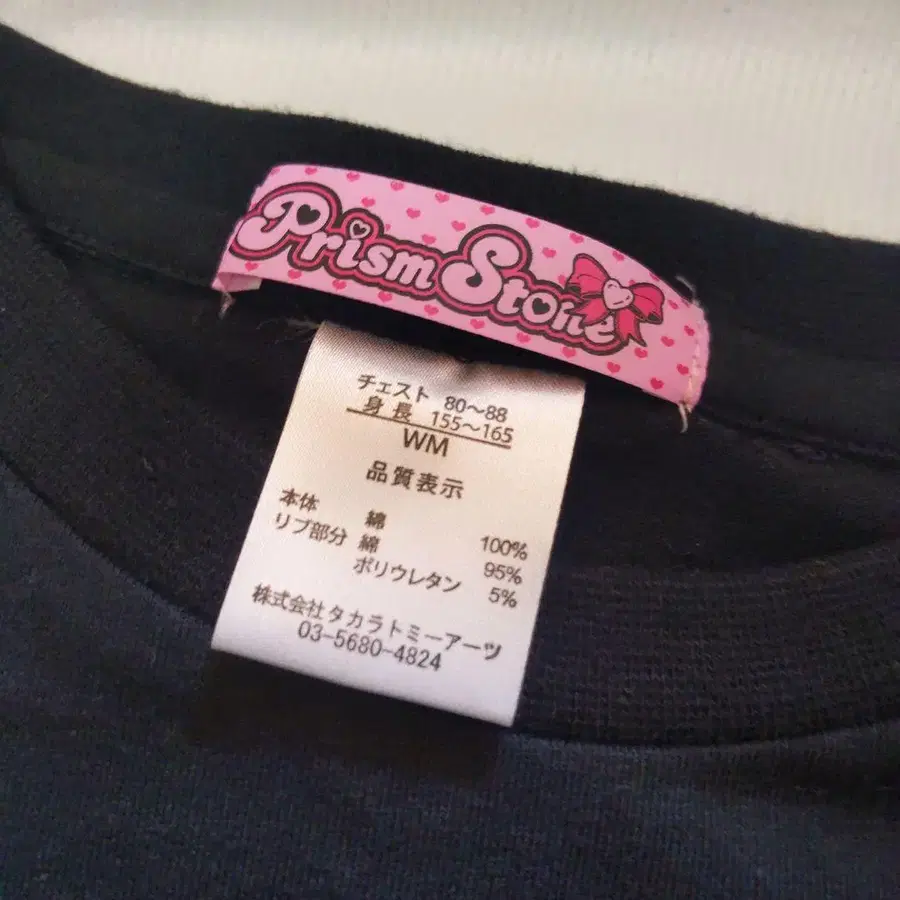 Prism Stone
チェスト 80～88
身長 155～165
WM
品質表示
本体 綿 100%
リブ部分 綿 95%
ポリウレタン 5%
株式会社タカラトミーアーツ
03-5680-4824